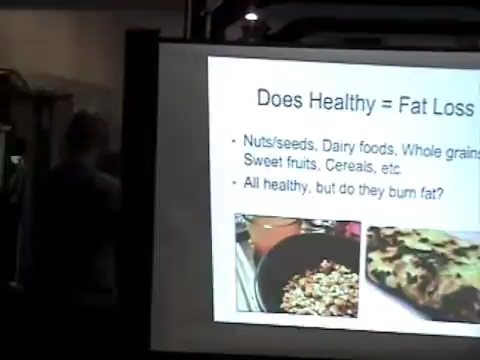 Does Healthy = Fat Loss
- Nuts/seeds, Dairy foods, Whole grains
Sweet fruits, Cereals, etc.
- All healthy, but do they burn fat?